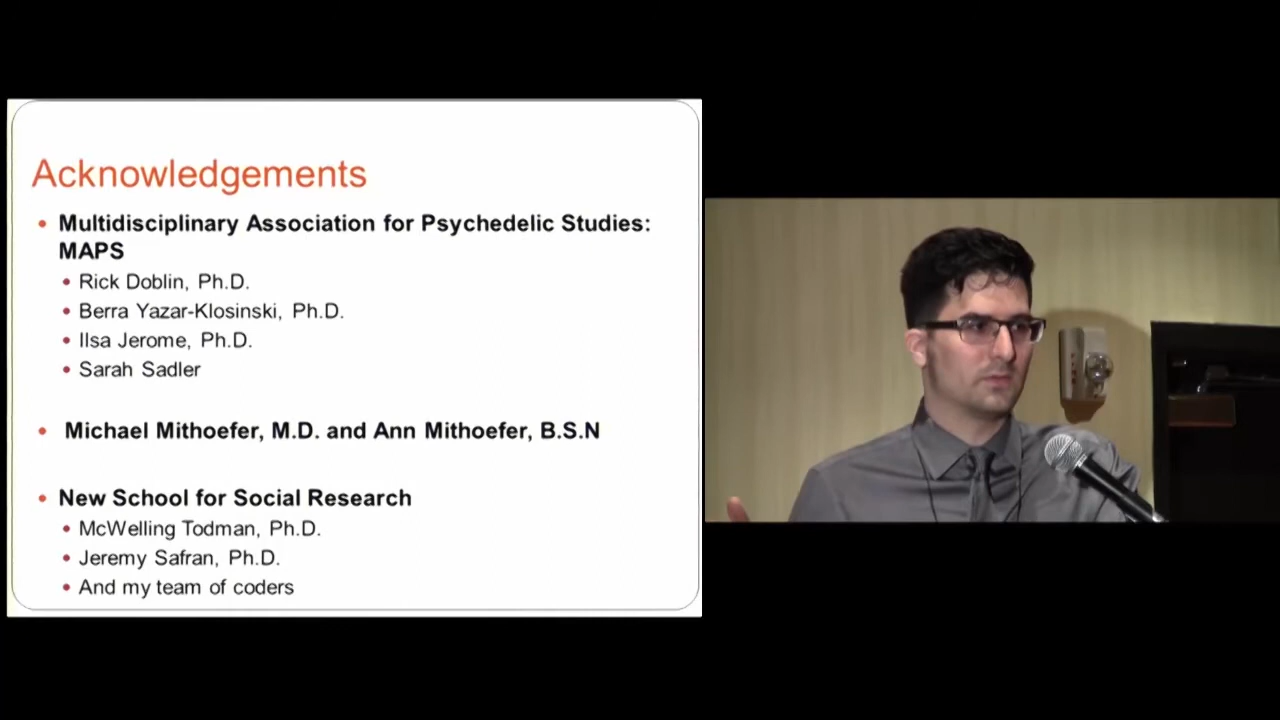 Acknowledgements
• Multidisciplinary Association for Psychedelic Studies:
MAPS
• Rick Doblin, Ph.D.
• Berra Yazar-Klosinski, Ph.D.
• Ilsa Jerome, Ph.D.
• Sarah Sadler
• Michael Mithoefer, M.D. and Ann Mithoefer, B.S.N
• New School for Social Research
• McWelling Todman, Ph.D.
• Jeremy Safran, Ph.D.
• And my team of coders